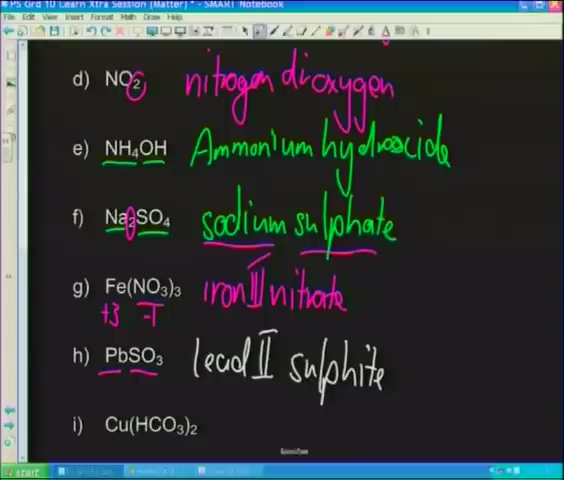 PS Grd 10 Learn Xtra Session (Matter) * - SMART Notebook
File Edit View Insert Format Math Draw Help
d) NO2 nitrogen dioxygen
e) NH4OH Ammonium hydroxide
f) Na2SO4 sodium sulphate
g) Fe(NO3)3 iron III nitrate
+3 -1
h) PbSO3 lead II sulphite
i) Cu(HCO3)2
start